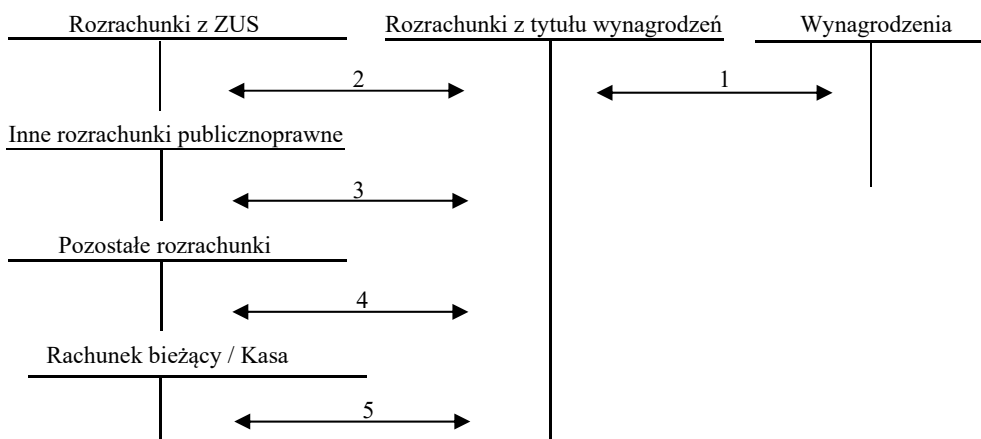 Rozrachunki z ZUS
Rozrachunki z tytułu wynagrodzeń
Wynagrodzenia
2
1
Inne rozrachunki publicznoprawne
3
Pozostałe rozrachunki
4
Rachunek bieżący / Kasa
5